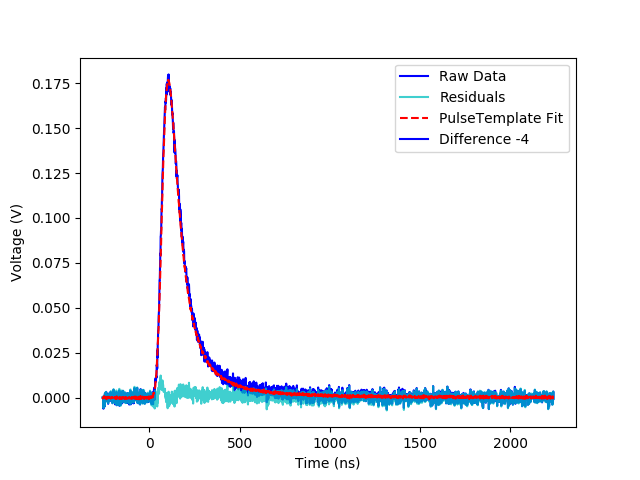 Raw Data
Residuals
PulseTemplate Fit
Difference -4
0.175
0.150
0.125
0.100
0.075
0.050
0.025
0.000
Voltage (V)
0
500
1000
1500
2000
Time (ns)